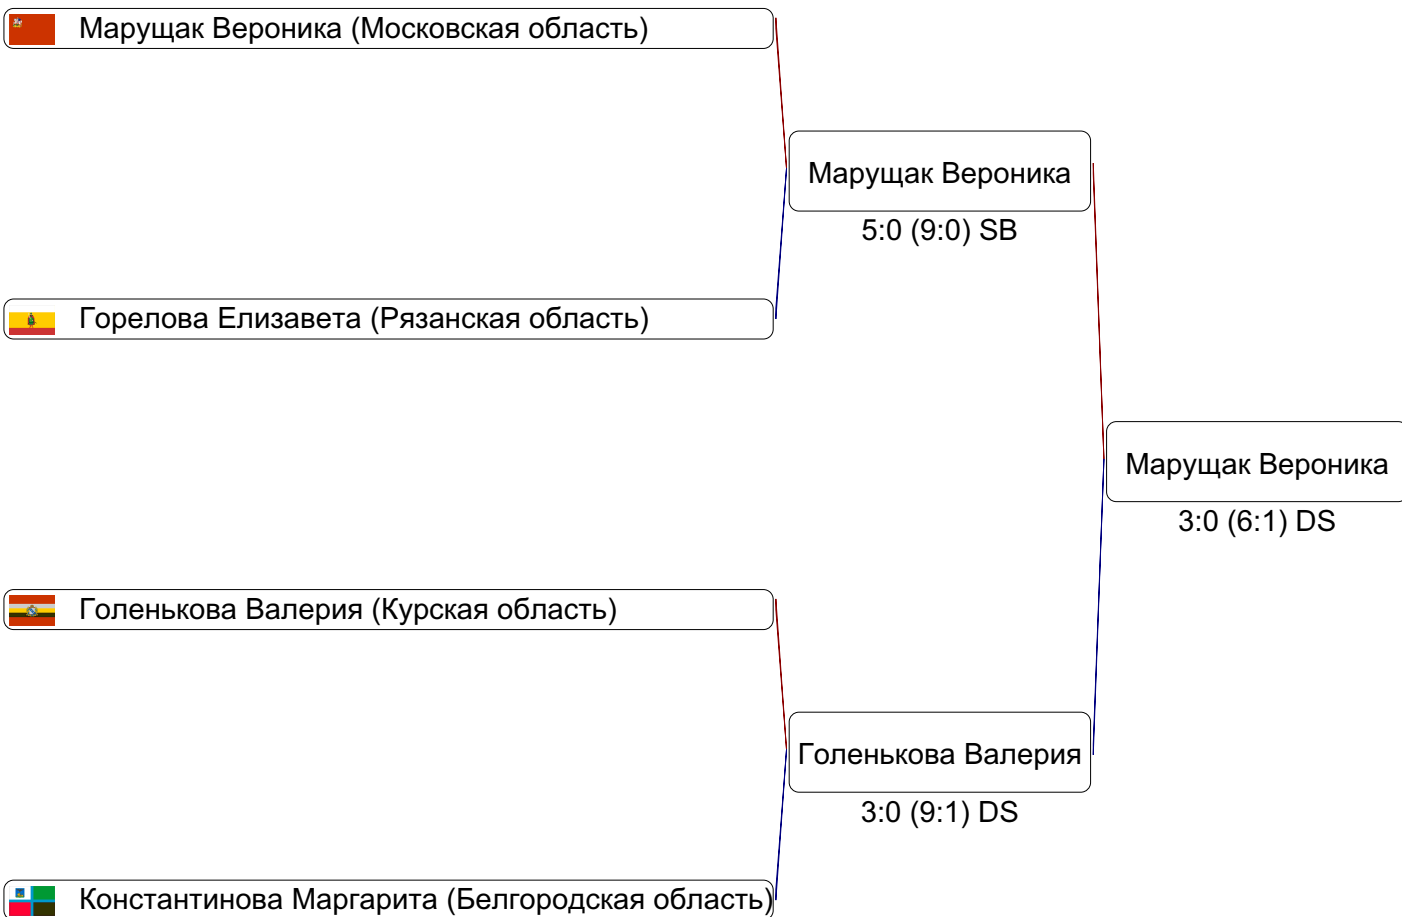 Марущак Вероника (Московская область)
Марущак Вероника
5:0 (9:0) SB
Горелова Елизавета (Рязанская область)
Марущак Вероника
3:0 (6:1) DS
Голенькова Валерия (Курская область)
Голенькова Валерия
3:0 (9:1) DS
Константинова Маргарита (Белгородская область)